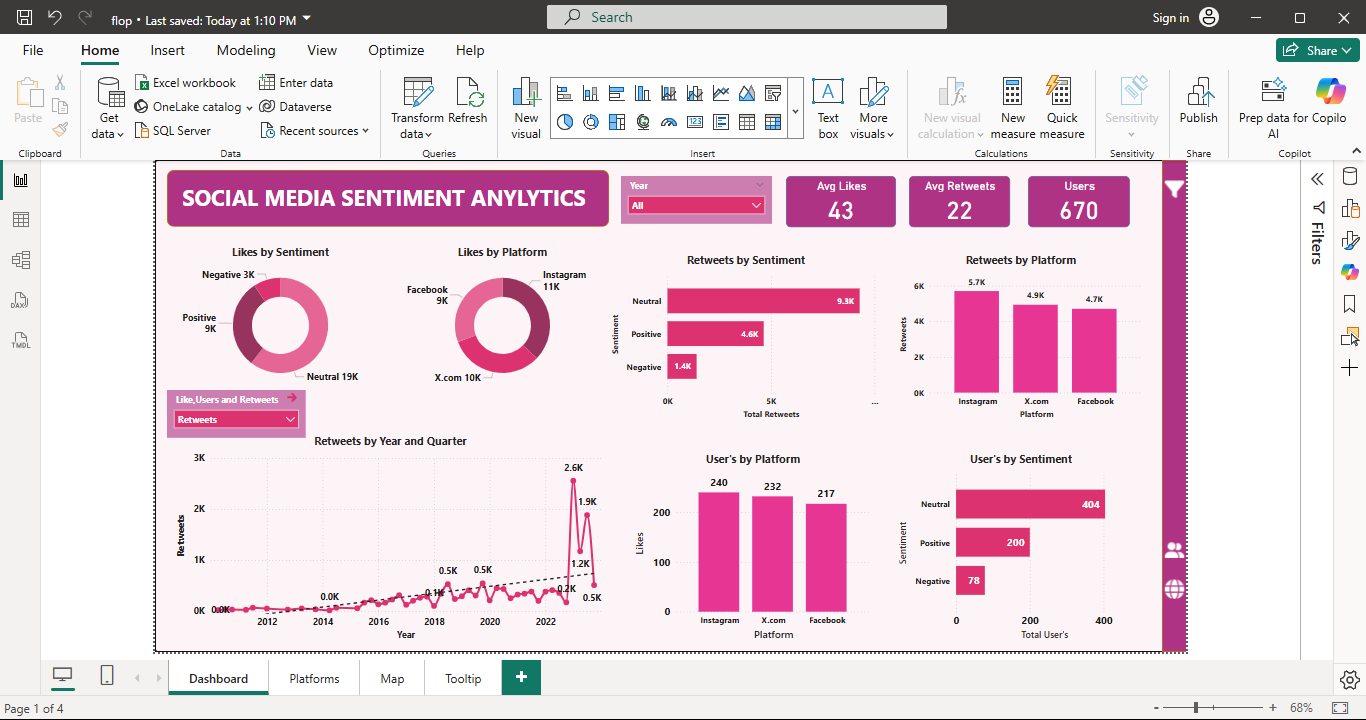 flop • Last saved: Today at 1:10 PM
Search
Sign in
File
Home
Insert
Modeling
View
Optimize
Help
Share
Paste
Clipboard
Get
data
Excel workbook
OneLake catalog
SQL Server
Enter data
Dataverse
Recent sources
Data
Transform
data
Refresh
Queries
New
visual
Text
box
More
visuals
Insert
New visual
calculation
New
measure
Quick
measure
Calculations
Sensitivity
Sensitivity
Publish
Share
Prep data for
AI
Copilo
Copilot
DAX
TMDL
SOCIAL MEDIA SENTIMENT ANYLYTICS
Year
All
Avg Likes
43
Avg Retweets
22
Users
670
Filters
Likes by Sentiment
Negative 3K
Positive
9K
Neutral 19K
Likes by Platform
Instagram
11K
Facebook
9K
X.com 10K
Retweets by Sentiment
Sentiment
Neutral
9.3K
Positive
4.6K
Negative
1.4K
0K
5K
...
Total Retweets
Retweets by Platform
Retweets
6K
4K
2K
0K
5.7K
4.9K
4.7K
Instagram
X.com
Facebook
Platform
Like,Users and Retweets
Retweets
Retweets by Year and Quarter
Retweets
3K
2K
1K
0K
0.0K
0.0K
0.1K
0.5K
0.5K
2.6K
1.9K
1.2K
0.2K
0.5K
2012
2014
2016
2018
2020
2022
Year
User's by Platform
Likes
200
100
0
240
232
217
Instagram
X.com
Facebook
Platform
User's by Sentiment
Sentiment
Neutral
404
Positive
200
Negative
78
0
200
400
Total User's
Dashboard
Platforms
Map
Tooltip
+
Page 1 of 4
- + 68%